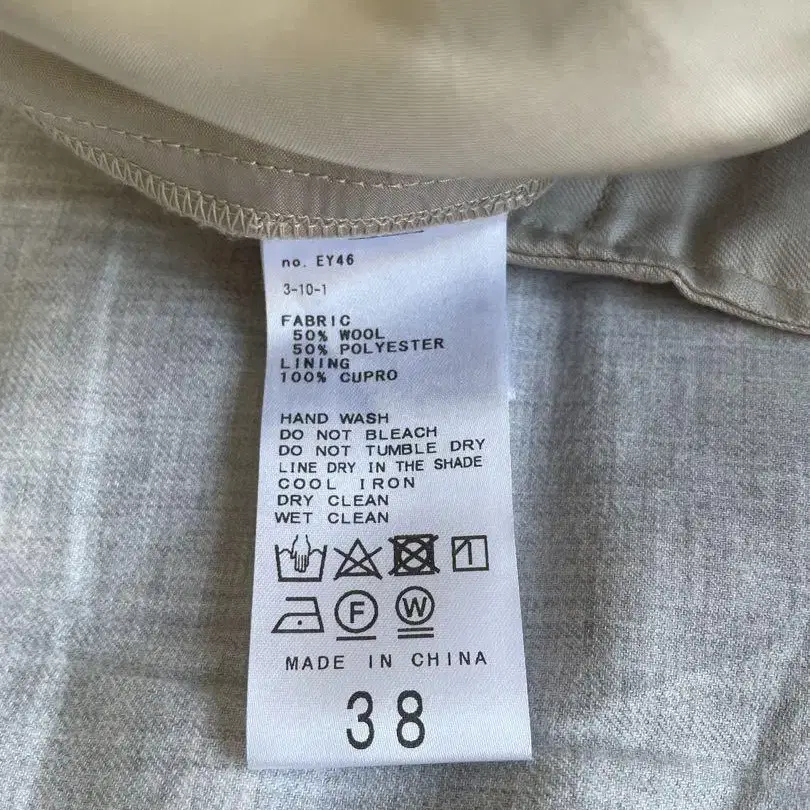 no. EY46
3-10-1
FABRIC
50% WOOL
50% POLYESTER
LINING
100% CUPRO
HAND WASH
DO NOT BLEACH
DO NOT TUMBLE DRY
LINE DRY IN THE SHADE
COOL IRON
DRY CLEAN
WET CLEAN
F W
MADE IN CHINA
38